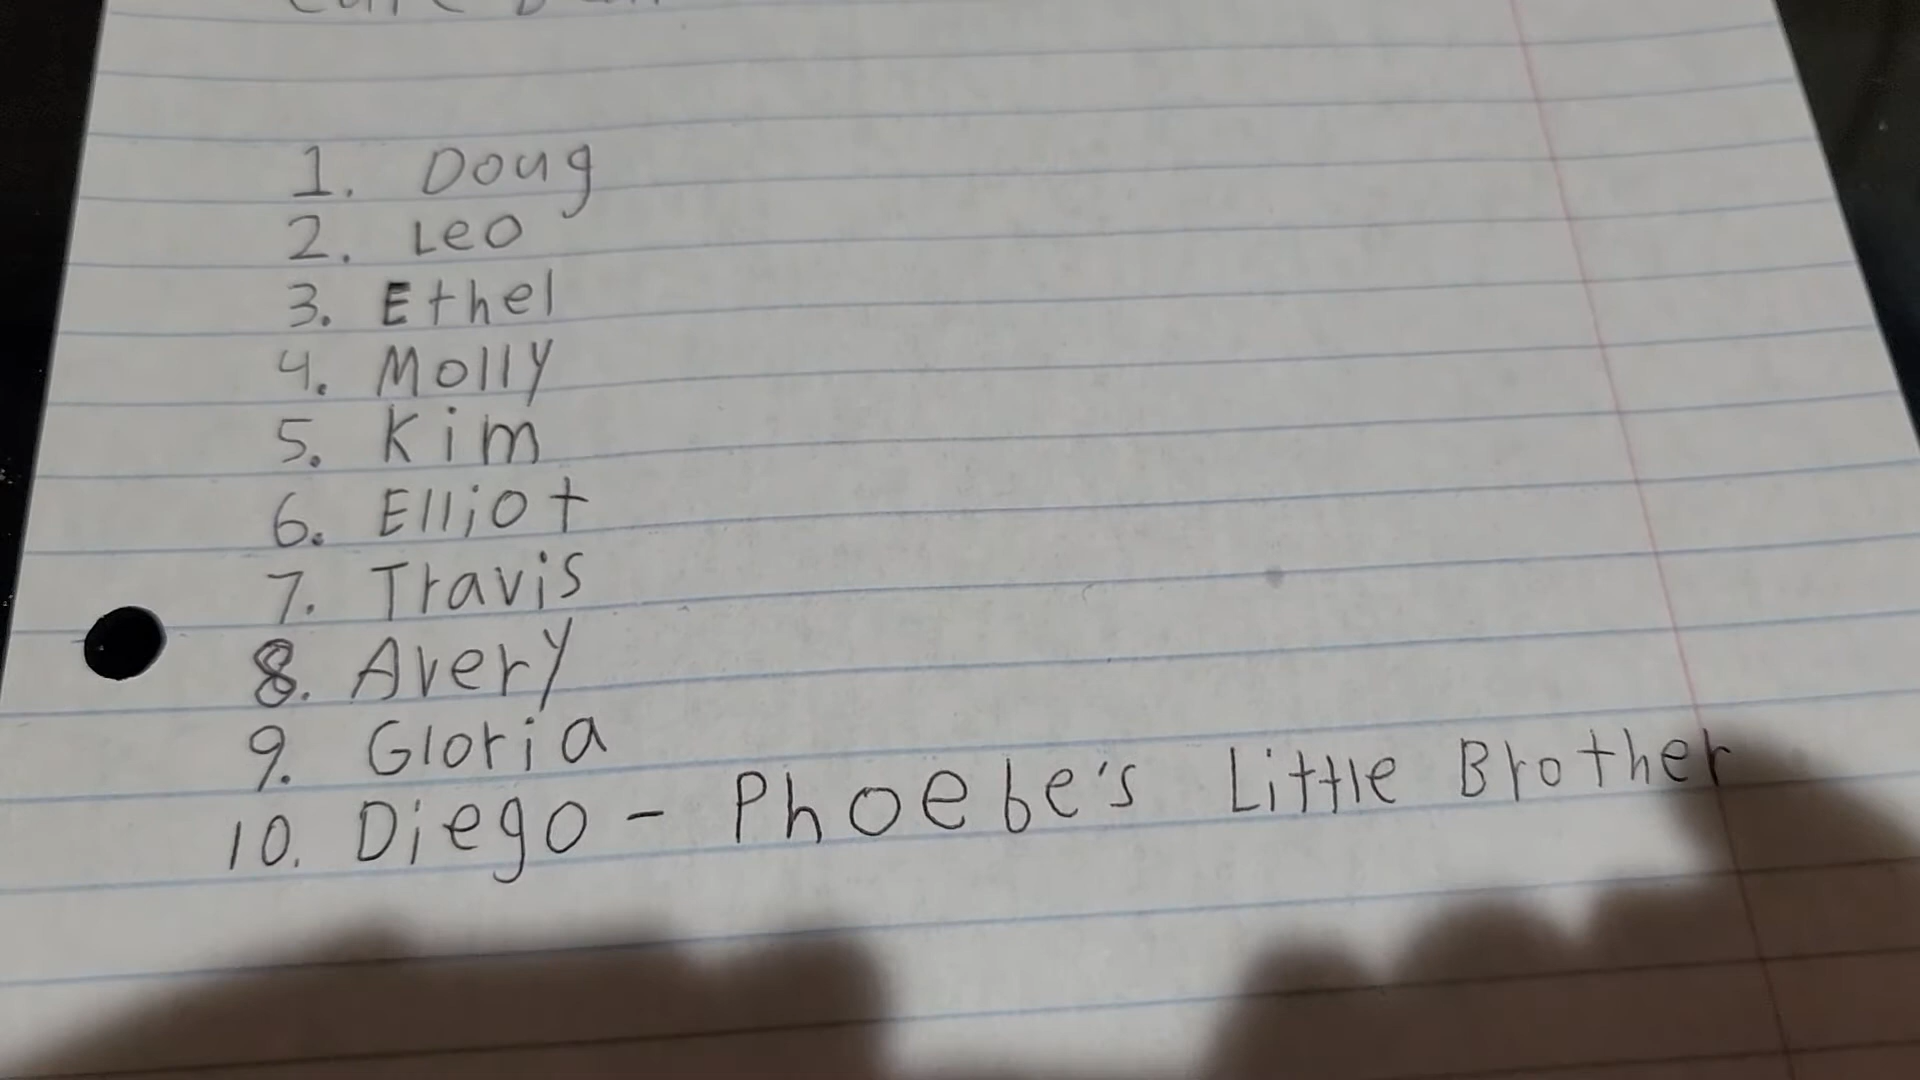 1. Doug
2. Leo
3. Ethel
4. Molly
5. Kim
6. Elliot
7. Travis
8. Avery
9. Gloria
10. Diego - Phoebe's Little Brother